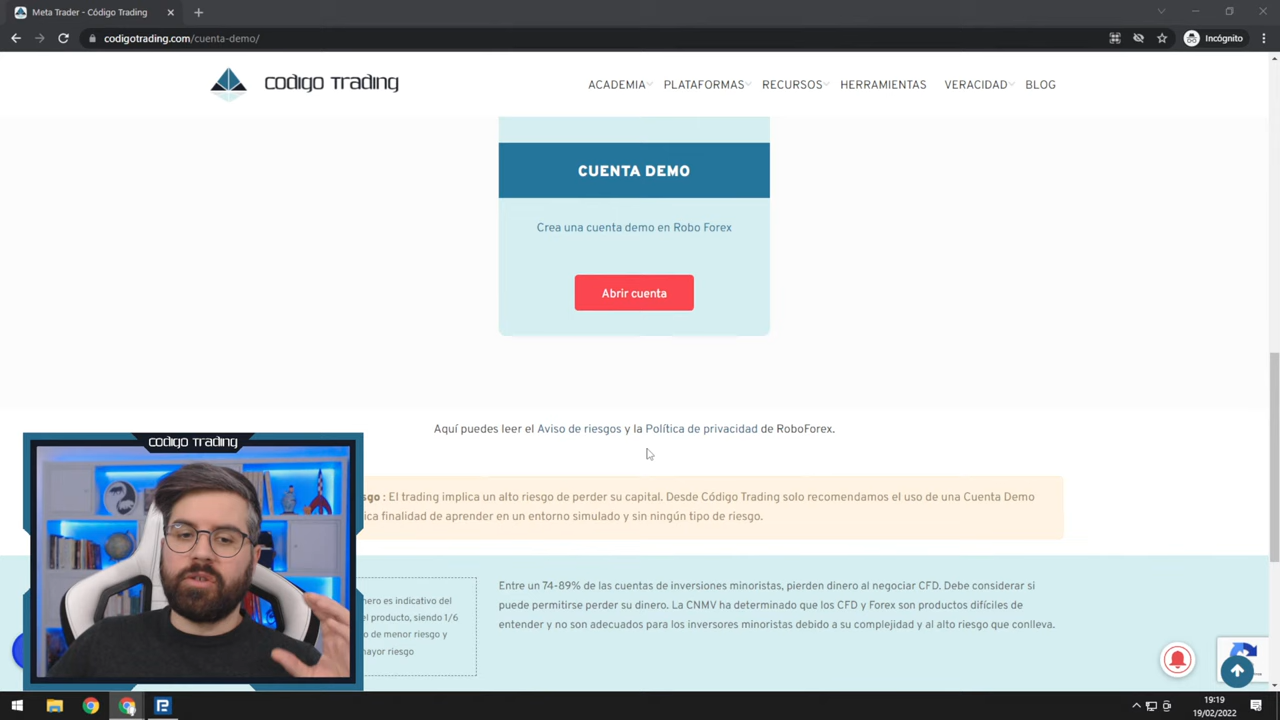 Meta Trader - Código Trading
codigotrading.com/cuenta-demo/
Incógnito
codigo trading
ACADEMIA PLATAFORMAS RECURSOS HERRAMIENTAS VERACIDAD BLOG
CUENTA DEMO
Crea una cuenta demo en Robo Forex
Abrir cuenta
Aquí puedes leer el Aviso de riesgos y la Política de privacidad de RoboForex.
codigo trading
sgo : El trading implica un alto riesgo de perder su capital. Desde Código Trading solo recomendamos el uso de una Cuenta Demo
ica finalidad de aprender en un entorno simulado y sin ningún tipo de riesgo.
nero es indicativo del
el producto, siendo 1/6
o de menor riesgo y
mayor riesgo
Entre un 74-89% de las cuentas de inversiones minoristas, pierden dinero al negociar CFD. Debe considerar si
puede permitirse perder su dinero. La CNMV ha determinado que los CFD y Forex son productos difíciles de
entender y no son adecuados para los inversores minoristas debido a su complejidad y al alto riesgo que conlleva.
19:19
19/02/2022